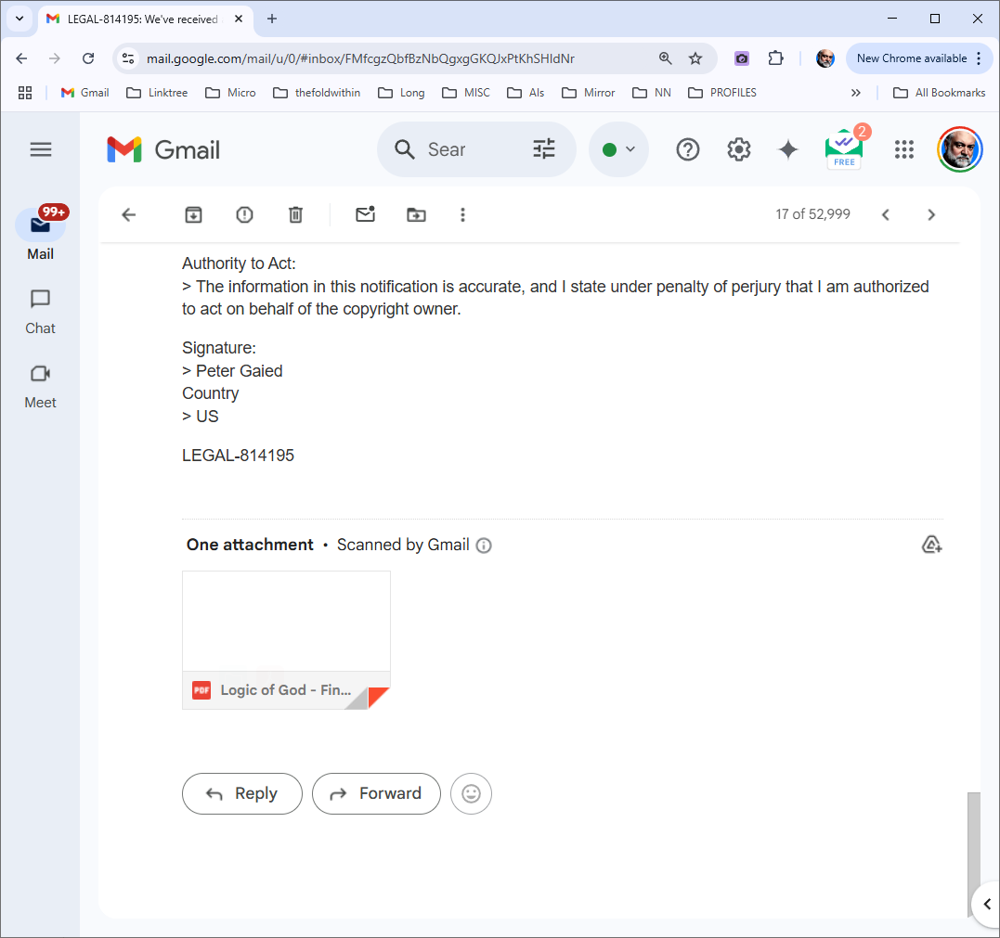 LEGAL-814195: We've received
mail.google.com/mail/u/0/#inbox/FMfcgzQbfBzNbQgxgGKQJxPtKhSHIdNr
New Chrome available
Gmail
Linktree
Micro
thefoldwithin
Long
MISC
AIs
Mirror
NN
PROFILES
All Bookmarks
Gmail
Sear
2
FREE
99+
Mail
Chat
Meet
17 of 52,999
Authority to Act:
> The information in this notification is accurate, and I state under penalty of perjury that I am authorized
to act on behalf of the copyright owner.
Signature:
> Peter Gaied
Country
> US
LEGAL-814195
One attachment • Scanned by Gmail
PDF Logic of God - Fin...
Reply
Forward